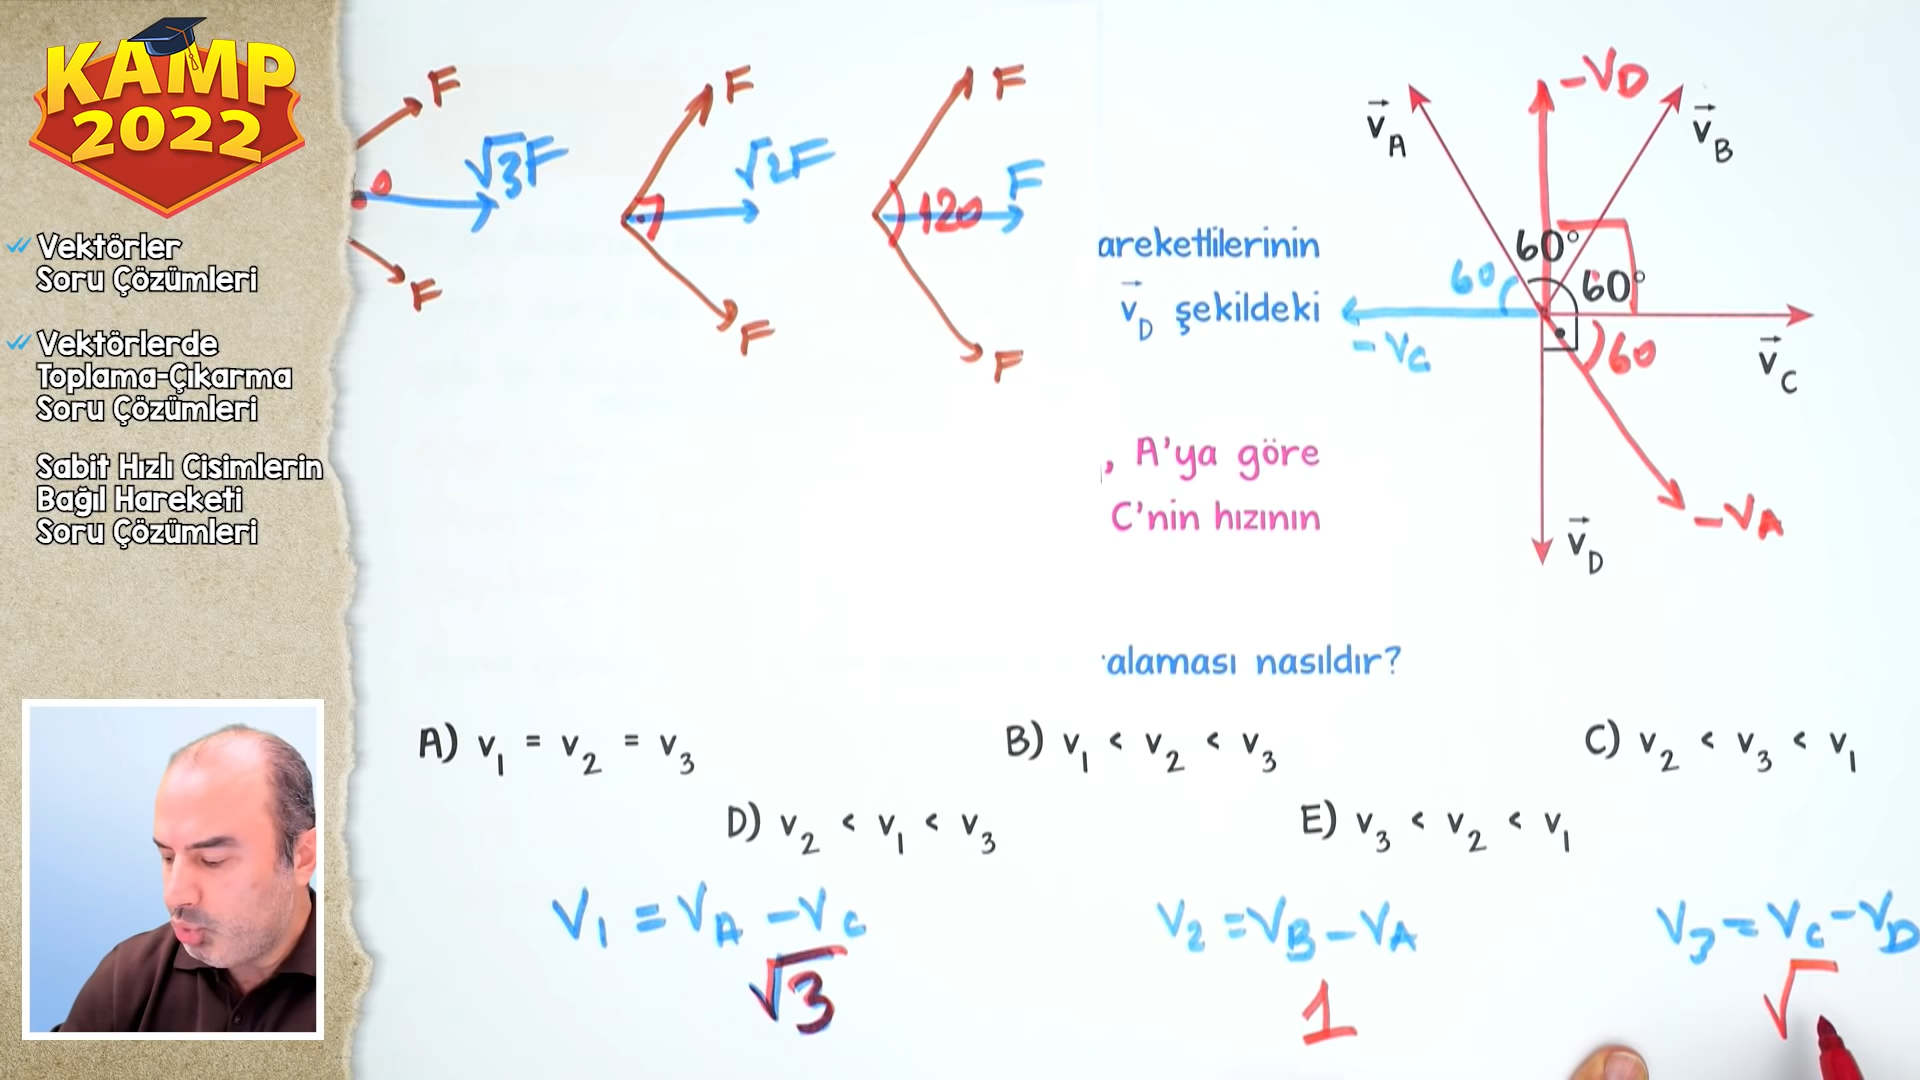 KAMP
2022
Vektörler
Soru Çözümleri
Vektörlerde
Toplama-Çıkarma
Soru Çözümleri
Sabit Hızlı Cisimlerin
Bağıl Hareketi
Soru Çözümleri
F
√3F
F
F
√2F
F
F
120
F
F
areketlilerinin
v⃗D şekildeki
, A'ya göre
C'nin hızının
alaması nasıldır?
-VD
v⃗A
v⃗B
60°
60
60°
-VC
60
v⃗C
-VA
v⃗D
A) v₁ = v₂ = v₃
B) v₁ < v₂ < v₃
C) v₂ < v₃ < v₁
D) v₂ < v₁ < v₃
E) v₃ < v₂ < v₁
V₁ = VA - VC
√3
V₂ = VB - VA
1
V₃ = VC - VD
√